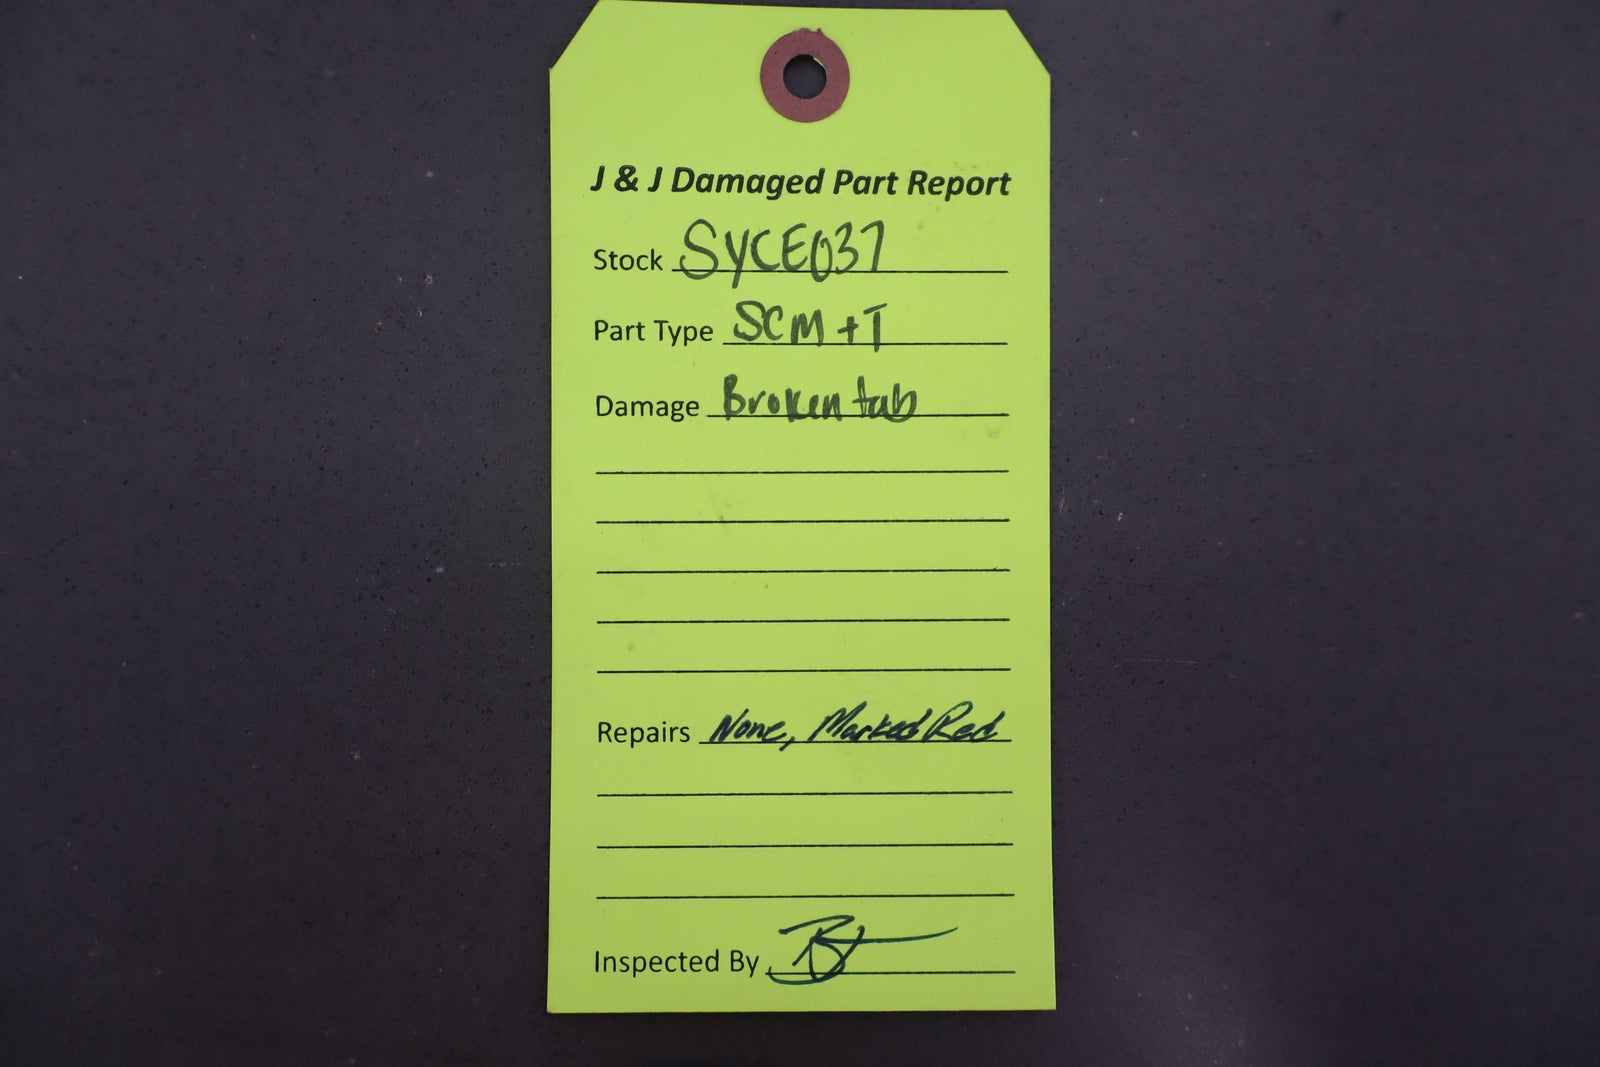 J & J Damaged Part Report
Stock SYCE037
Part Type SCM + T
Damage Broken tab
Repairs None, Marked Red
Inspected By